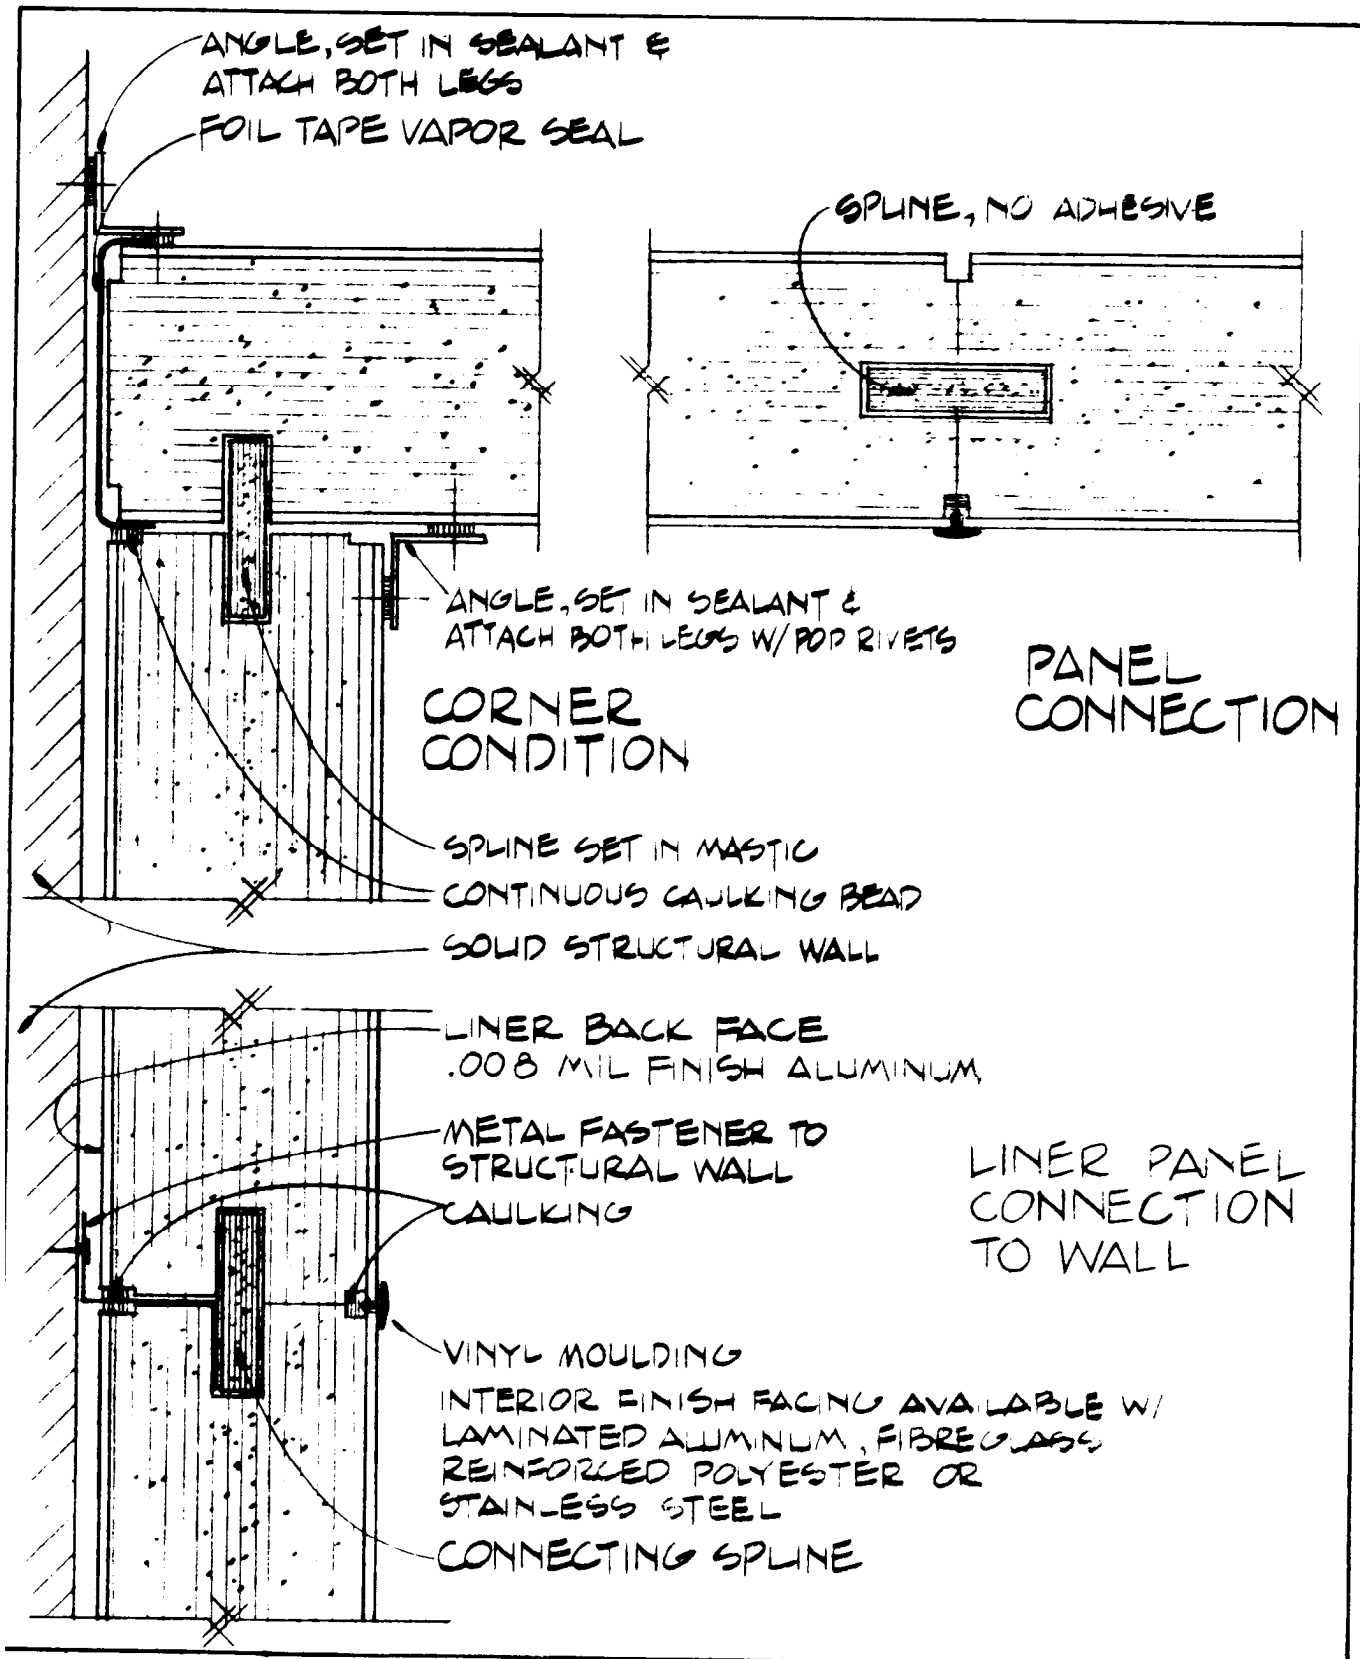 ANGLE, SET IN SEALANT &
ATTACH BOTH LEGS
FOIL TAPE VAPOR SEAL
SPLINE, NO ADHESIVE
ANGLE, SET IN SEALANT &
ATTACH BOTH LEGS W/ POP RIVETS
PANEL
CONNECTION
CORNER
CONDITION
SPLINE SET IN MASTIC
CONTINUOUS CAULKING BEAD
SOLID STRUCTURAL WALL
LINER BACK FACE
.008 MIL FINISH ALUMINUM
METAL FASTENER TO
STRUCTURAL WALL
CAULKING
LINER PANEL
CONNECTION
TO WALL
VINYL MOULDING
INTERIOR FINISH FACING AVAILABLE W/
LAMINATED ALUMINUM, FIBREGLASS
REINFORCED POLYESTER OR
STAINLESS STEEL
CONNECTING SPLINE